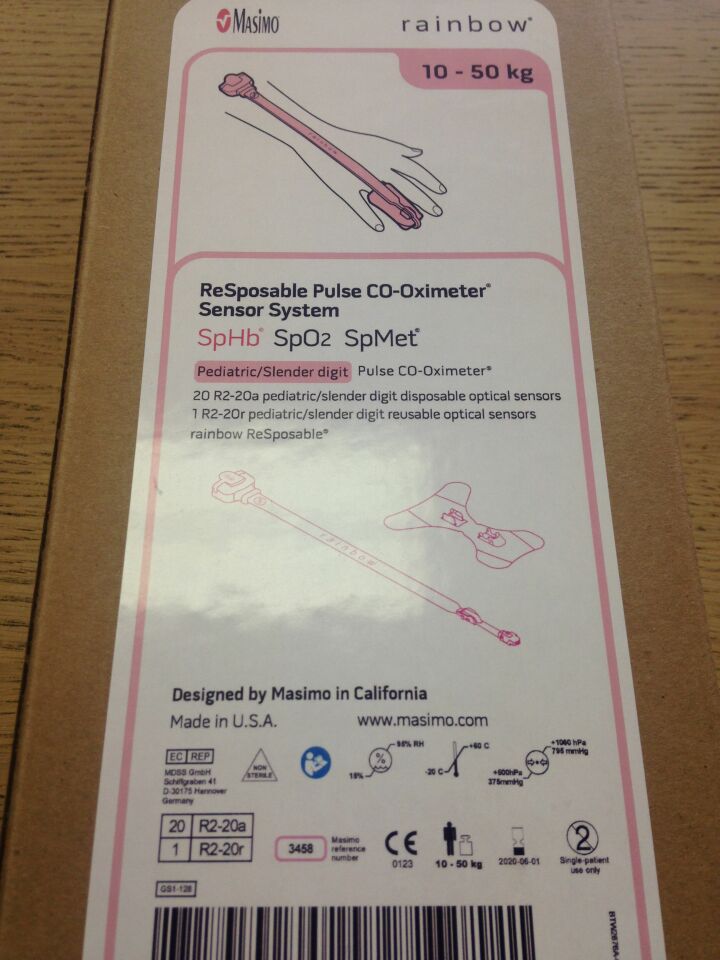 MASIMO
rainbow®
10 - 50 kg
rainbow
ReSposable Pulse CO-Oximeter®
Sensor System
SpHb® SpO2 SpMet®
Pediatric/Slender digit Pulse CO-Oximeter®
20 R2-20a pediatric/slender digit disposable optical sensors
1 R2-20r pediatric/slender digit reusable optical sensors
rainbow ReSposable®
rainbow
Designed by Masimo in California
Made in U.S.A. www.masimo.com
EC REP
MDSS GmbH
Schiffgraben 41
D-30175 Hannover
Germany
NON
STERILE
95% RH
%
15%
+60 C
-20 C
+1060 hPa
795 mmHg
+500hPa
375mmHg
20 R2-20a
1 R2-20r
3458
Masimo
reference
number
CE
0123
10 - 50 kg
2020-06-01
2
Single-patient
use only
GS1-128